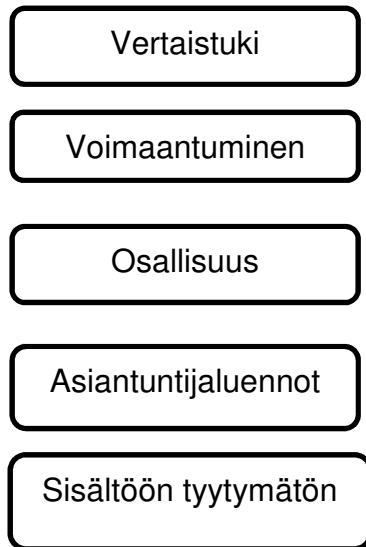 Vertaistuki
Voimaantuminen
Osallisuus
Asiantuntijaluennot
Sisältöön tyytymätön